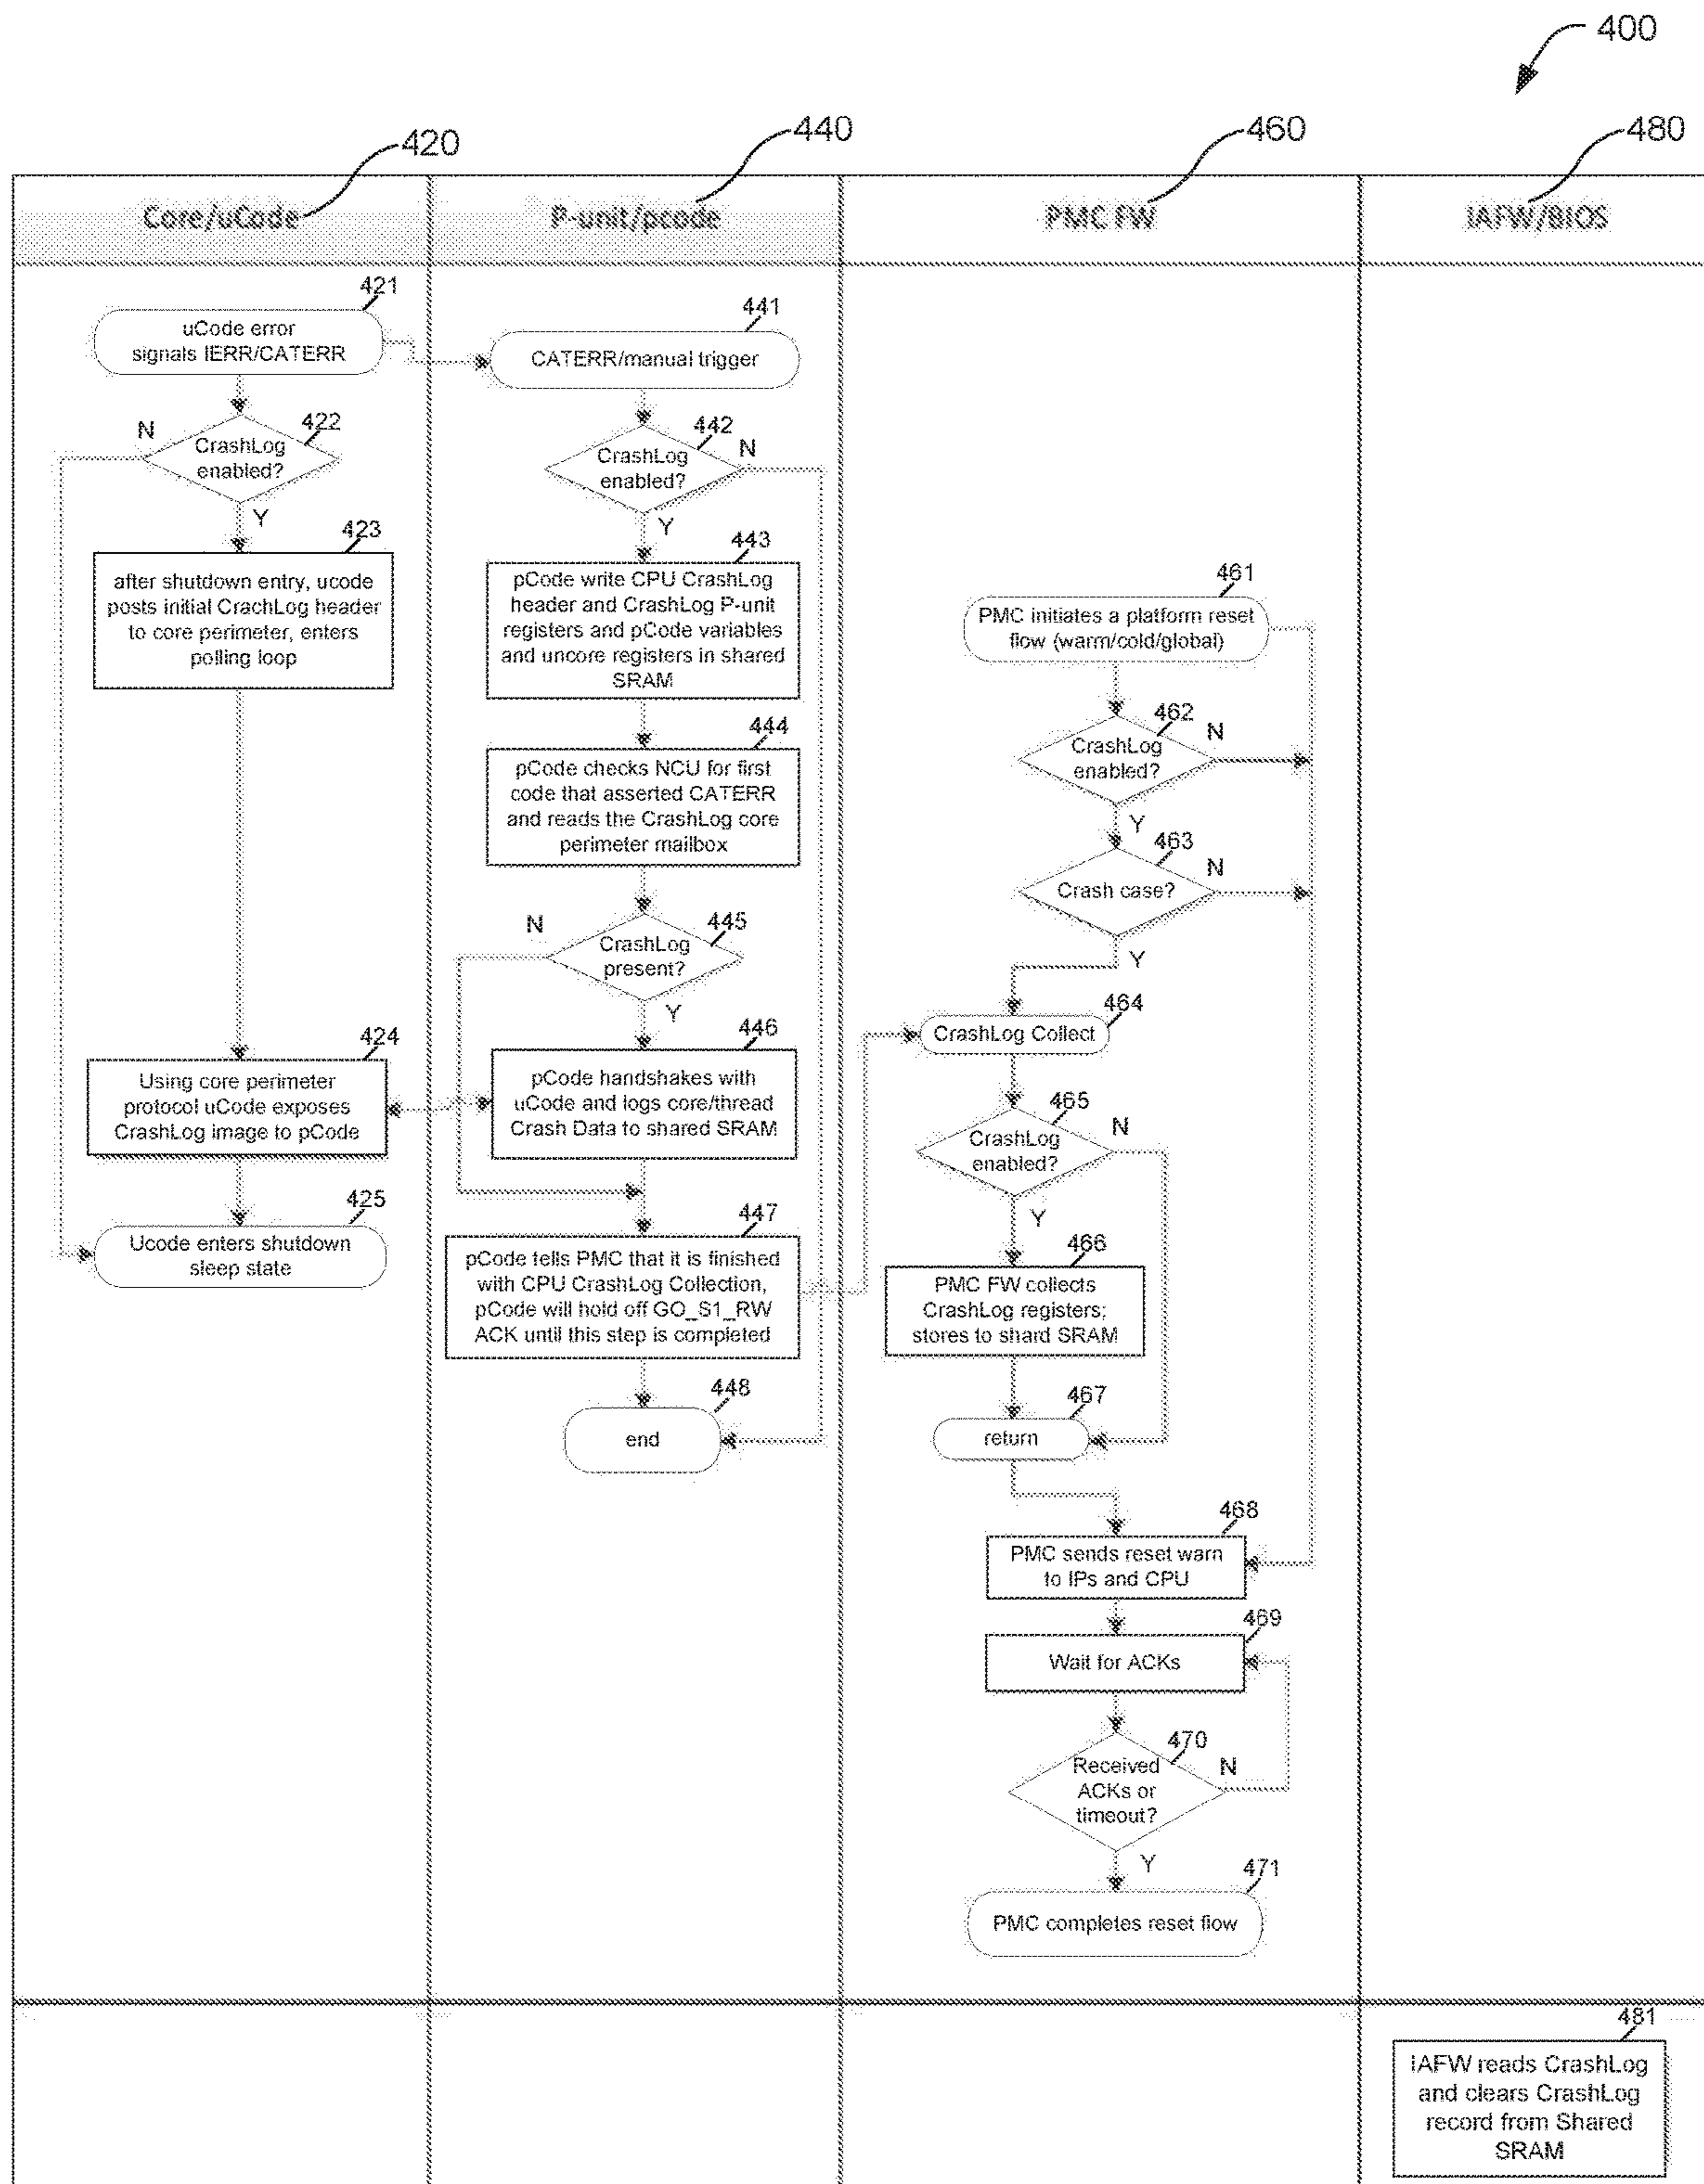 400
420
440
460
480
Core/uCode
P-unit/pcode
PMC FW
IAFW/BIOS
421
uCode error
signals IERR/CATERR
422
N
CrashLog
enabled?
Y
423
after shutdown entry, ucode
posts initial CrachLog header
to core perimeter, enters
polling loop
424
Using core perimeter
protocol uCode exposes
CrashLog image to pCode
425
Ucode enters shutdown
sleep state
441
CATERR/manual trigger
442
N
CrashLog
enabled?
Y
443
pCode write CPU CrashLog
header and CrashLog P-unit
registers and pCode variables
and uncore registers in shared
SRAM
444
pCode checks NCU for first
code that asserted CATERR
and reads the CrashLog core
perimeter mailbox
445
N
CrashLog
present?
Y
446
pCode handshakes with
uCode and logs core/thread
Crash Data to shared SRAM
447
pCode tells PMC that it is finished
with CPU CrashLog Collection,
pCode will hold off GO_S1_RW
ACK until this step is completed
448
end
461
PMC initiates a platform reset
flow (warm/cold/global)
462
N
CrashLog
enabled?
Y
463
N
Crash case?
Y
464
CrashLog Collect
465
N
CrashLog
enabled?
Y
466
PMC FW collects
CrashLog registers;
stores to shard SRAM
467
return
468
PMC sends reset warn
to IPs and CPU
469
Wait for ACKs
470
N
Received
ACKs or
timeout?
Y
471
PMC completes reset flow
481
IAFW reads CrashLog
and clears CrashLog
record from Shared
SRAM